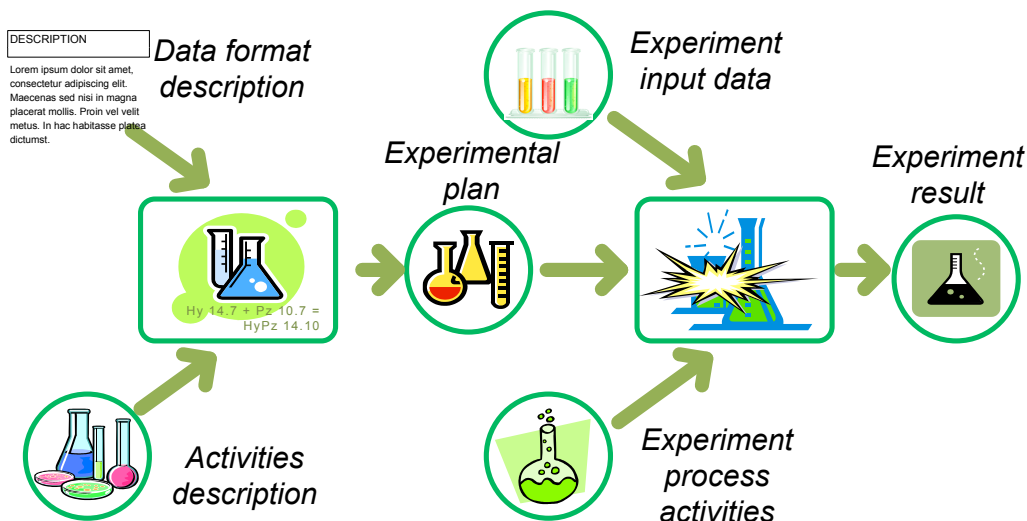 DESCRIPTION
Lorem ipsum dolor sit amet,
consectetur adipiscing elit.
Maecenas sed nisi in magna
placerat mollis. Proin vel velit
metus. In hac habitasse platea
dictumst.
Data format
description
Experiment
input data
Experimental
plan
Experiment
result
Hy 14.7 + Pz 10.7 =
HyPz 14.10
Activities
description
Experiment
process
activities